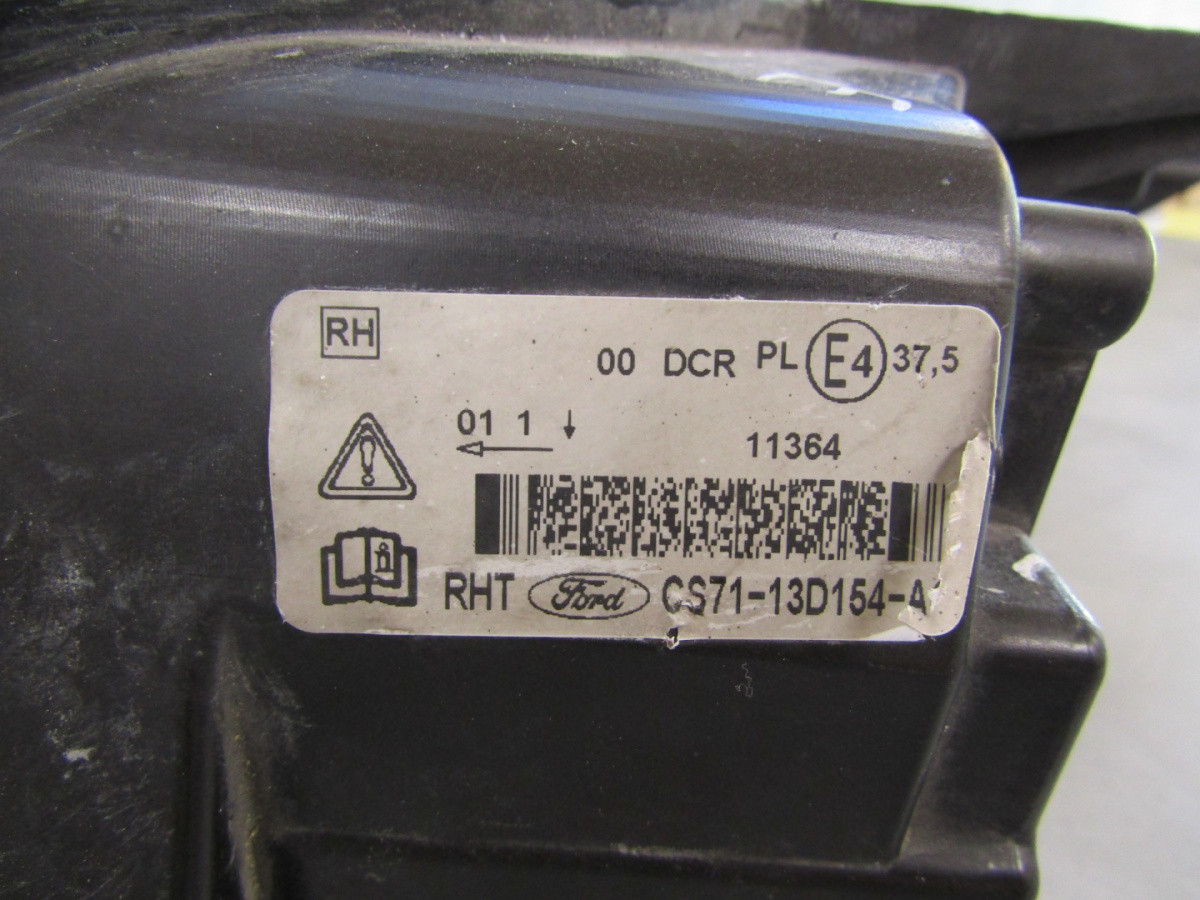 RH
00 DCR PL E4 37,5
01 1 ↓
←
11364
RHT Ford CS71-13D154-A